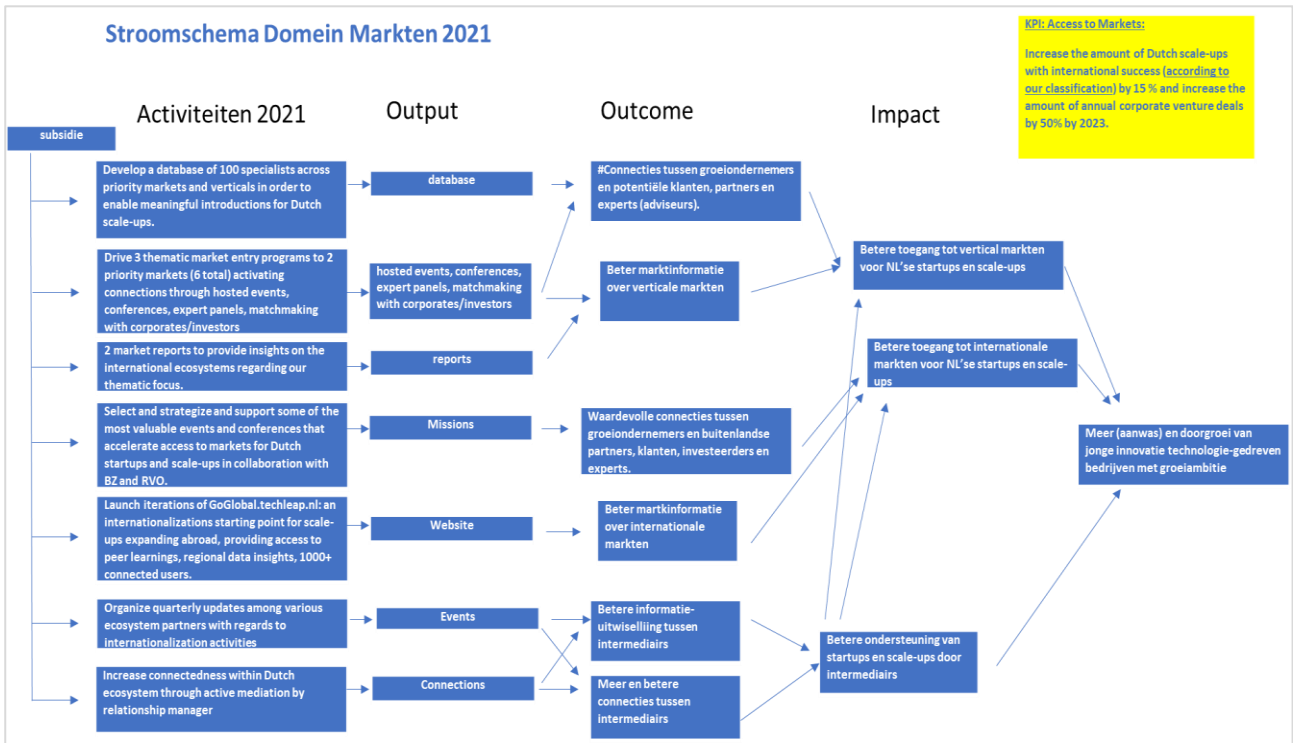 Stroomschema Domein Markten 2021
KPI: Access to Markets:
Increase the amount of Dutch scale-ups
with international success (according to
our classification) by 15 % and increase the
amount of annual corporate venture deals
by 50% by 2023.
Activiteiten 2021
Output
Outcome
Impact
subsidie
Develop a database of 100 specialists across
priority markets and verticals in order to
enable meaningful introductions for Dutch
scale-ups.
database
#Connecties tussen groeiondernemers
en potentiële klanten, partners en
experts (adviseurs).
Drive 3 thematic market entry programs to 2
priority markets (6 total) activating
connections through hosted events,
conferences, expert panels, matchmaking
with corporates/investors
hosted events, conferences,
expert panels, matchmaking
with corporates/investors
Beter marktinformatie
over verticale markten
Betere toegang tot vertical markten
voor NL'se startups en scale-ups
2 market reports to provide insights on the
international ecosystems regarding our
thematic focus.
reports
Betere toegang tot internationale
markten voor NL'se startups en scale-
ups
Select and strategize and support some of the
most valuable events and conferences that
accelerate access to markets for Dutch
startups and scale-ups in collaboration with
BZ and RVO.
Missions
Waardevolle connecties tussen
groeiondernemers en buitenlandse
partners, klanten, investeerders en
experts.
Meer (aanwas) en doorgroei van
jonge innovatie technologie-gedreven
bedrijven met groeiambitie
Launch iterations of GoGlobal.techleap.nl: an
internationalizations starting point for scale-
ups expanding abroad, providing access to
peer learnings, regional data insights, 1000+
connected users.
Website
Beter martkinformatie
over internationale
markten
Organize quarterly updates among various
ecosystem partners with regards to
internationalization activities
Events
Betere informatie-
uitwiselliing tussen
intermediairs
Betere ondersteuning van
startups en scale-ups door
intermediairs
Increase connectedness within Dutch
ecosystem through active mediation by
relationship manager
Connections
Meer en betere
connecties tussen
intermediairs